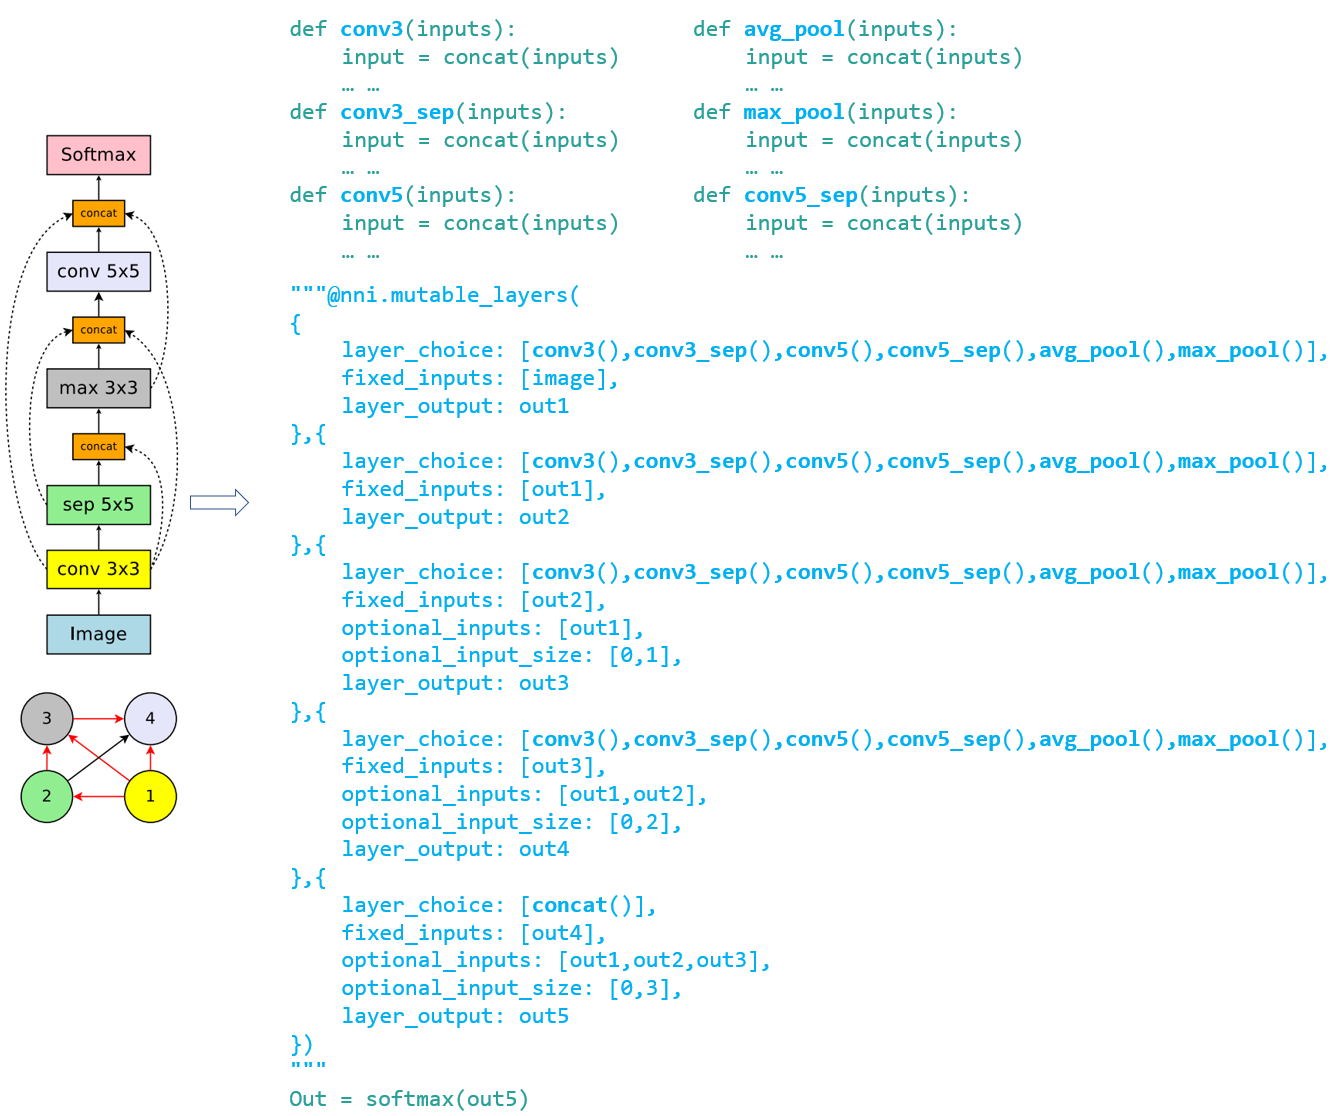 Softmax
concat
conv 5x5
concat
max 3x3
concat
sep 5x5
conv 3x3
Image
3
4
2
1
def conv3(inputs):
input = concat(inputs)
… …
def conv3_sep(inputs):
input = concat(inputs)
… …
def conv5(inputs):
input = concat(inputs)
… …
def avg_pool(inputs):
input = concat(inputs)
… …
def max_pool(inputs):
input = concat(inputs)
… …
def conv5_sep(inputs):
input = concat(inputs)
… …
"""@nni.mutable_layers(
{
layer_choice: [conv3(),conv3_sep(),conv5(),conv5_sep(),avg_pool(),max_pool()],
fixed_inputs: [image],
layer_output: out1
},{
layer_choice: [conv3(),conv3_sep(),conv5(),conv5_sep(),avg_pool(),max_pool()],
fixed_inputs: [out1],
layer_output: out2
},{
layer_choice: [conv3(),conv3_sep(),conv5(),conv5_sep(),avg_pool(),max_pool()],
fixed_inputs: [out2],
optional_inputs: [out1],
optional_input_size: [0,1],
layer_output: out3
},{
layer_choice: [conv3(),conv3_sep(),conv5(),conv5_sep(),avg_pool(),max_pool()],
fixed_inputs: [out3],
optional_inputs: [out1,out2],
optional_input_size: [0,2],
layer_output: out4
},{
layer_choice: [concat()],
fixed_inputs: [out4],
optional_inputs: [out1,out2,out3],
optional_input_size: [0,3],
layer_output: out5
})
"""
Out = softmax(out5)